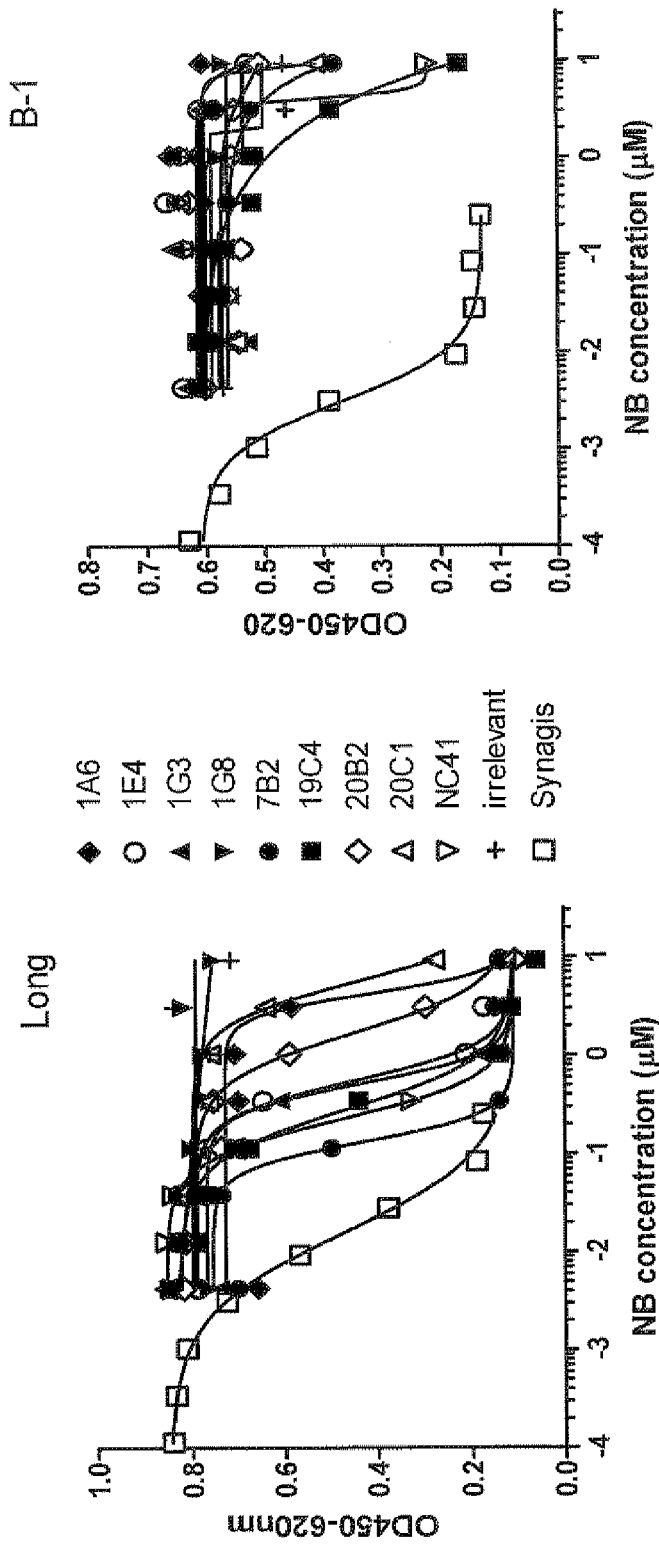 Long
OD450-620nm
1.0
0.8
0.6
0.4
0.2
0.0
-4
-3
-2
-1
0
1
NB concentration (µM)
1A6
1E4
1G3
1G8
7B2
19C4
20B2
20C1
NC41
irrelevant
Synagis
B-1
OD450-620
0.8
0.7
0.6
0.5
0.4
0.3
0.2
0.1
0.0
-4
-3
-2
-1
0
1
NB concentration (µM)